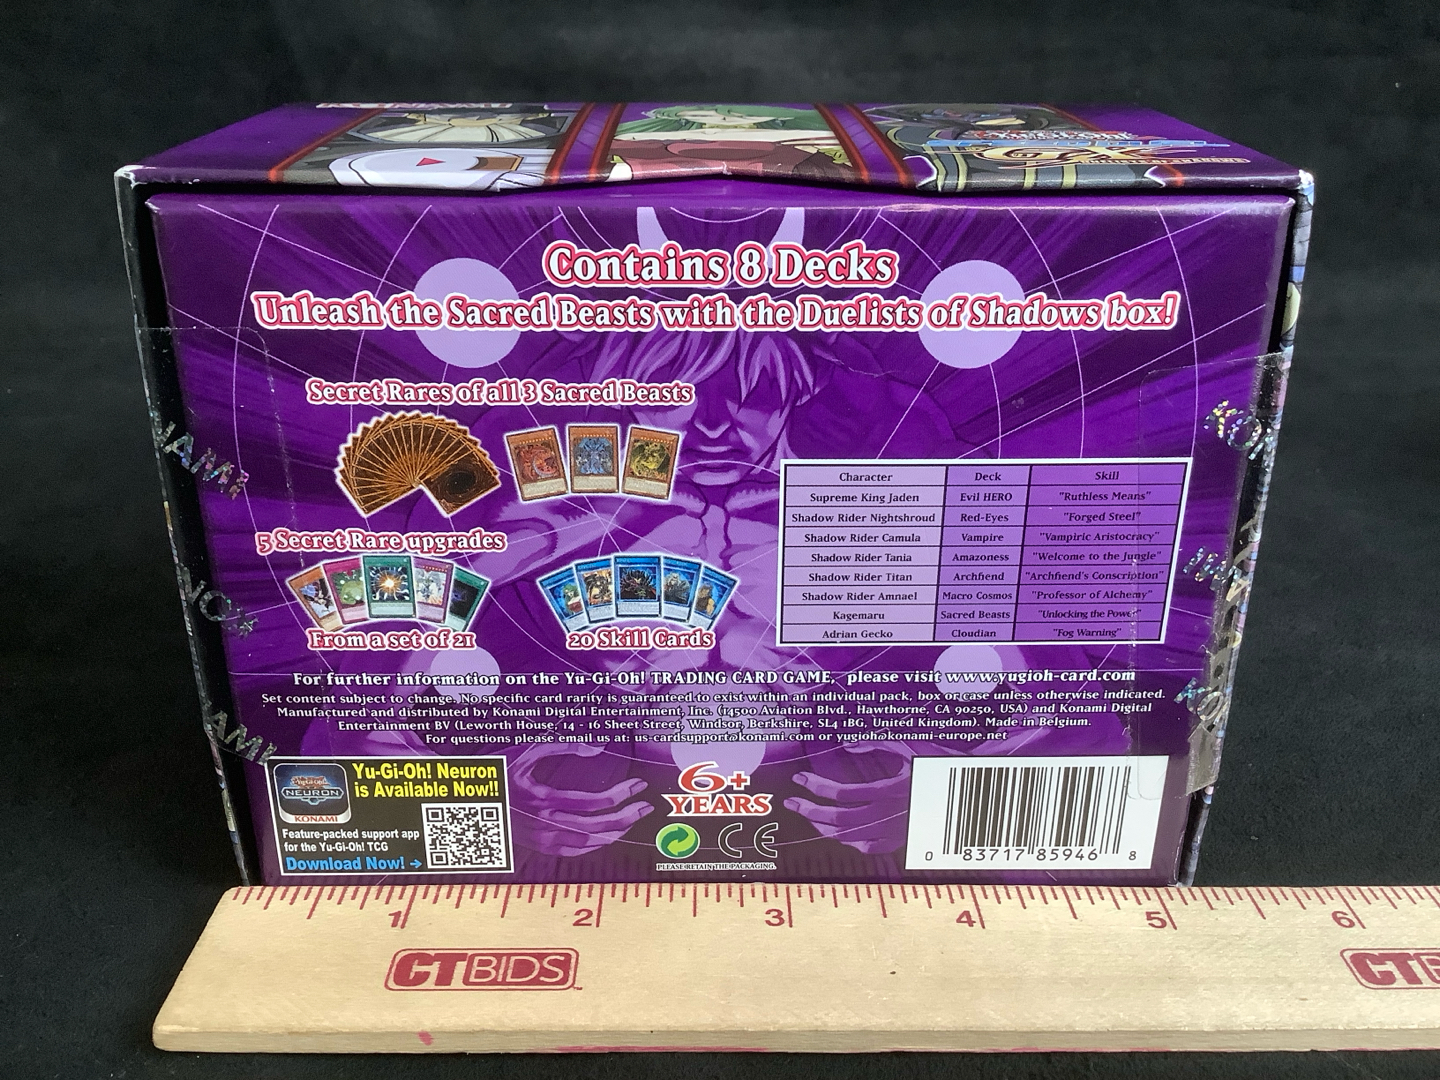 KONAMI
Contains 8 Decks
Unleash the Sacred Beasts with the Duelists of Shadows box!
Secret Rares of all 3 Sacred Beasts
5 Secret Rare upgrades
From a set of 21
20 Skill Cards
Character Deck Skill
Supreme King Jaden Evil HERO "Ruthless Means"
Shadow Rider Nightshroud Red-Eyes "Forged Steel"
Shadow Rider Camula Vampire "Vampiric Aristocracy"
Shadow Rider Tania Amazoness "Welcome to the Jungle"
Shadow Rider Titan Archfiend "Archfiend's Conscription"
Shadow Rider Amnael Macro Cosmos "Professor of Alchemy"
Kagemaru Sacred Beasts "Unlocking the Power"
Adrian Gecko Cloudian "Fog Warning"
For further information on the Yu-Gi-Oh! TRADING CARD GAME, please visit www.yugioh-card.com
Set content subject to change. No specific card rarity is guaranteed to exist within an individual pack, box or case unless otherwise indicated.
Manufactured and distributed by Konami Digital Entertainment, Inc. (14500 Aviation Blvd., Hawthorne, CA 90250, USA) and Konami Digital
Entertainment BV (Leworth House, 14 - 16 Sheet Street, Windsor, Berkshire, SL4 1BG, United Kingdom). Made in Belgium.
For questions please email us at: us-cardsupport@konami.com or yugioh@konami-europe.net
NEURON
KONAMI
Yu-Gi-Oh! Neuron
is Available Now!!
Feature-packed support app
for the Yu-Gi-Oh! TCG
Download Now! →
6+
YEARS
CE
PLEASE RETAIN THE PACKAGING.
0 83717 85946 8
1 2 3 4 5 6
CTBIDS